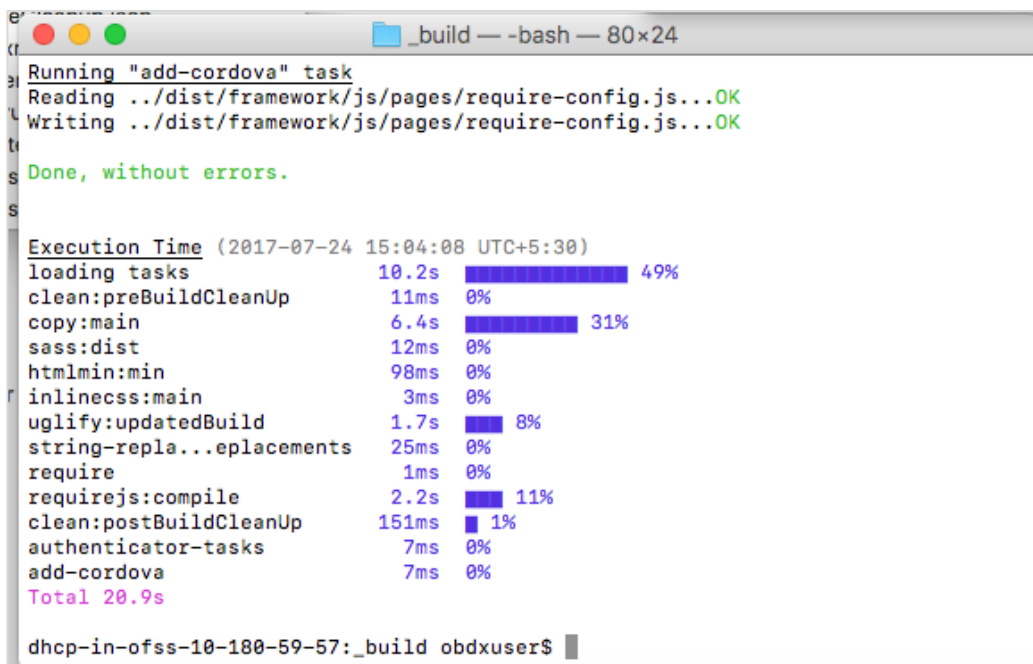 _build — -bash — 80×24
Running "add-cordova" task
Reading ../dist/framework/js/pages/require-config.js...OK
Writing ../dist/framework/js/pages/require-config.js...OK
Done, without errors.
Execution Time (2017-07-24 15:04:08 UTC+5:30)
loading tasks 10.2s 49%
clean:preBuildCleanUp 11ms 0%
copy:main 6.4s 31%
sass:dist 12ms 0%
htmlmin:min 98ms 0%
inlinecss:main 3ms 0%
uglify:updatedBuild 1.7s 8%
string-repla...eplacements 25ms 0%
require 1ms 0%
requirejs:compile 2.2s 11%
clean:postBuildCleanUp 151ms 1%
authenticator-tasks 7ms 0%
add-cordova 7ms 0%
Total 20.9s
dhcp-in-ofss-10-180-59-57:_build obdxuser$